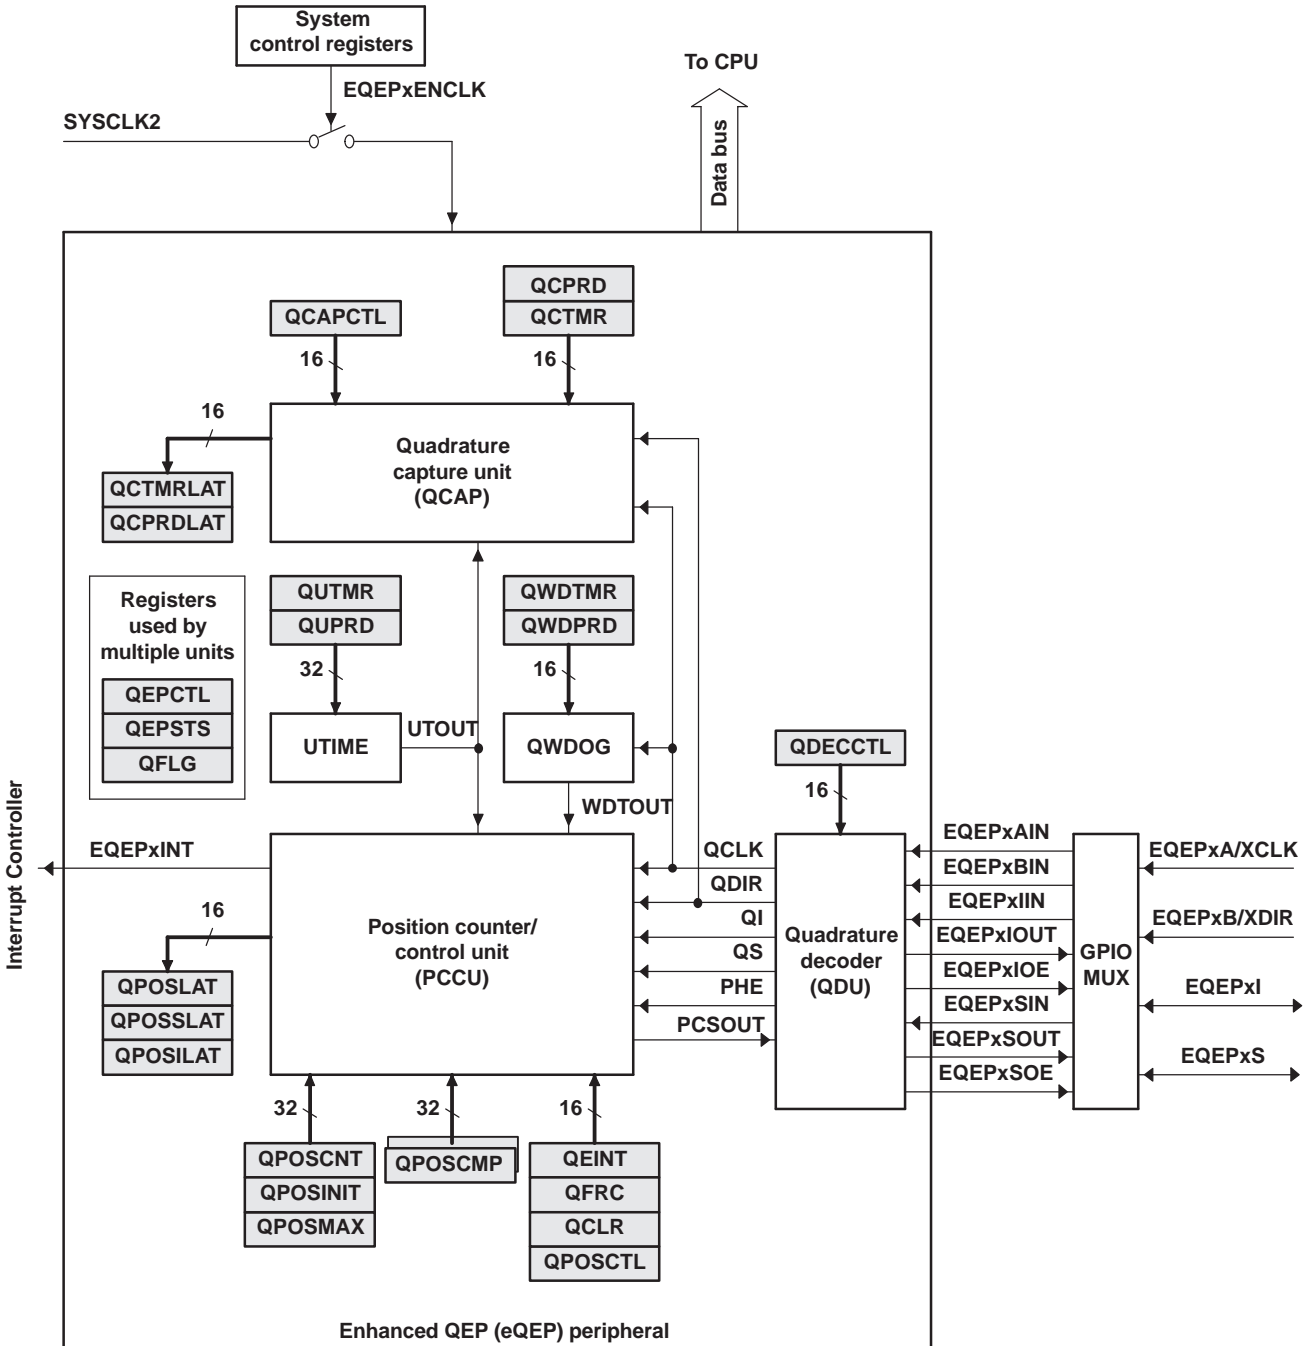 System
control registers
To CPU
EQEPxENCLK
SYSCLK2
Data bus
QCPRD
QCAPCTL
QCTMR
16
16
16
Quadrature
capture unit
(QCAP)
QCTMRLAT
QCPRDLAT
Registers
used by
multiple units
QEPCTL
QEPSTS
QFLG
QUTMR
QUPRD
32
QWDTMR
QWDPRD
16
UTIME
UTOUT
QWDOG
WDTOUT
QDECCTL
16
Interrupt Controller
EQEPxINT
16
Position counter/
control unit
(PCCU)
QPOSLAT
QPOSSLAT
QPOSILAT
QCLK
QDIR
QI
QS
PHE
PCSOUT
Quadrature
decoder
(QDU)
EQEPxAIN
EQEPxBIN
EQEPxIIN
EQEPxIOUT
EQEPxIOE
EQEPxSIN
EQEPxSOUT
EQEPxSOE
GPIO
MUX
EQEPxA/XCLK
EQEPxB/XDIR
EQEPxI
EQEPxS
32
32
16
QPOSCNT
QPOSINIT
QPOSMAX
QPOSCMP
QEINT
QFRC
QCLR
QPOSCTL
Enhanced QEP (eQEP) peripheral